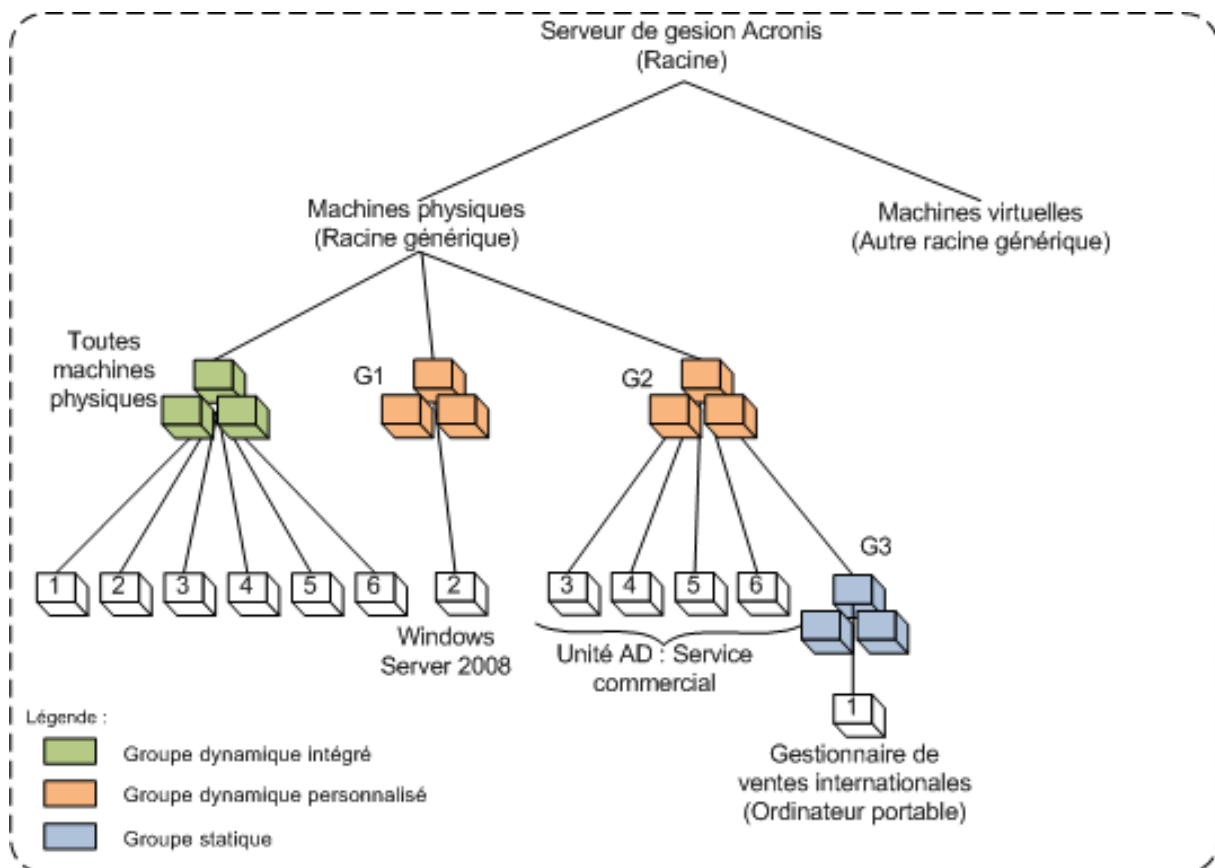 Serveur de gesion Acronis
(Racine)
Machines physiques
(Racine générique)
Machines virtuelles
(Autre racine générique)
Toutes
machines
physiques
G1
G2
G3
1
2
3
4
5
6
2
3
4
5
6
Windows
Server 2008
Unité AD : Service
commercial
1
Gestionnaire de
ventes internationales
(Ordinateur portable)
Légende :
Groupe dynamique intégré
Groupe dynamique personnalisé
Groupe statique